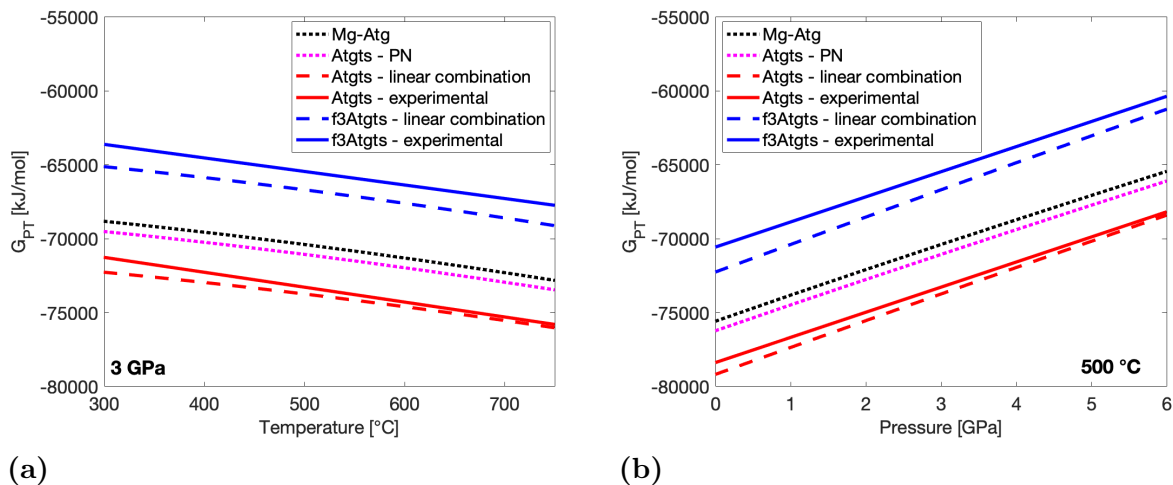 -55000
-60000
-65000
-70000
-75000
-80000
G_PT [kJ/mol]
Mg-Atg
Atgts - PN
Atgts - linear combination
Atgts - experimental
f3Atgts - linear combination
f3Atgts - experimental
3 GPa
300 400 500 600 700
Temperature [°C]
(a)
-55000
-60000
-65000
-70000
-75000
-80000
G_PT [kJ/mol]
Mg-Atg
Atgts - PN
Atgts - linear combination
Atgts - experimental
f3Atgts - linear combination
f3Atgts - experimental
500 °C
0 1 2 3 4 5 6
Pressure [GPa]
(b)